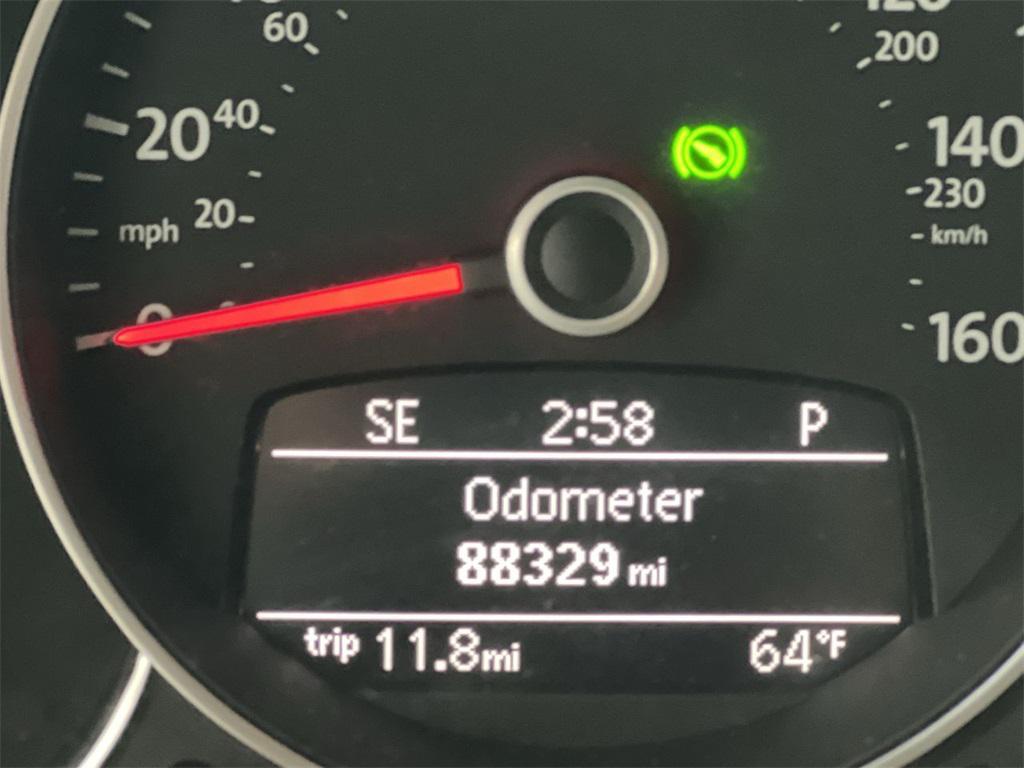 60
200
20 40
140
230
20
mph
km/h
0
160
SE 2:58 P
Odometer
88329 mi
trip 11.8mi 64°F